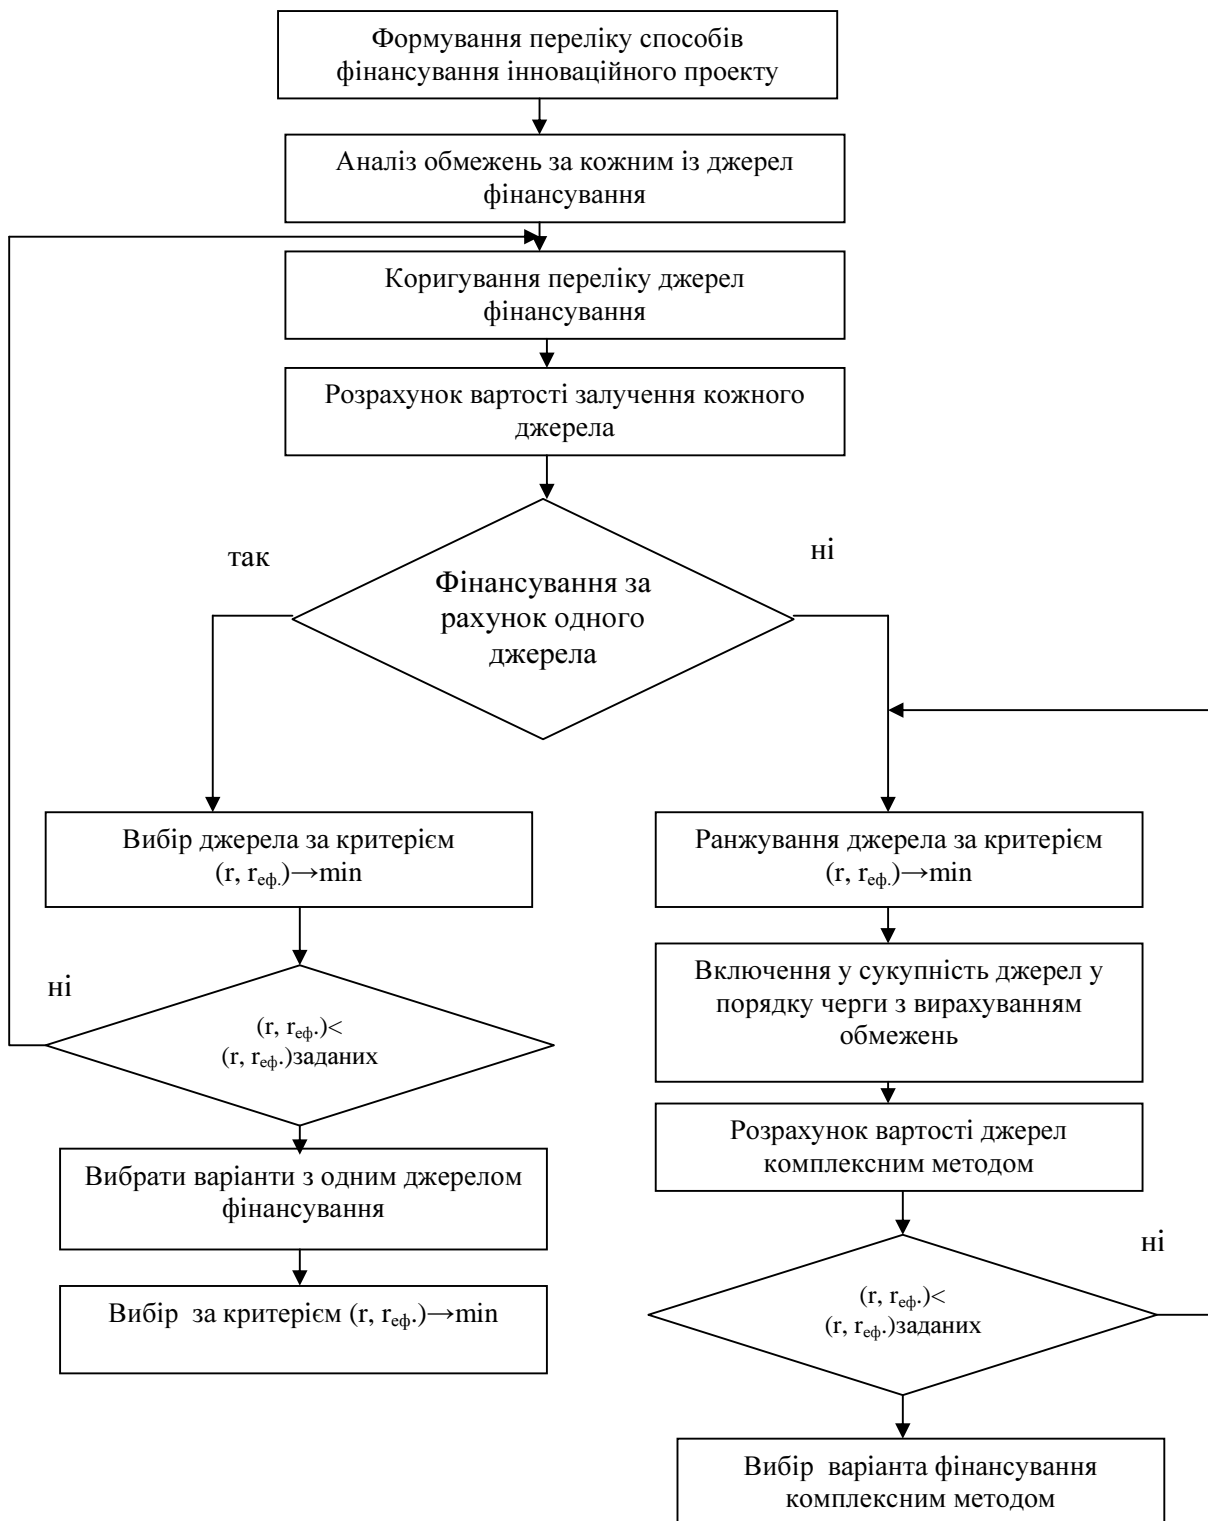 Формування переліку способів
фінансування інноваційного проекту
Аналіз обмежень за кожним із джерел
фінансування
Коригування переліку джерел
фінансування
Розрахунок вартості залучення кожного
джерела
так
ні
Фінансування за
рахунок одного
джерела
Вибір джерела за критерієм
(r, rеф.)→min
ні
(r, rеф.)<
(r, rеф.)заданих
Вибрати варіанти з одним джерелом
фінансування
Вибір за критерієм (r, rеф.)→min
Ранжування джерела за критерієм
(r, rеф.)→min
Включення у сукупність джерел у
порядку черги з вирахуванням
обмежень
Розрахунок вартості джерел
комплексним методом
ні
(r, rеф.)<
(r, rеф.)заданих
Вибір варіанта фінансування
комплексним методом